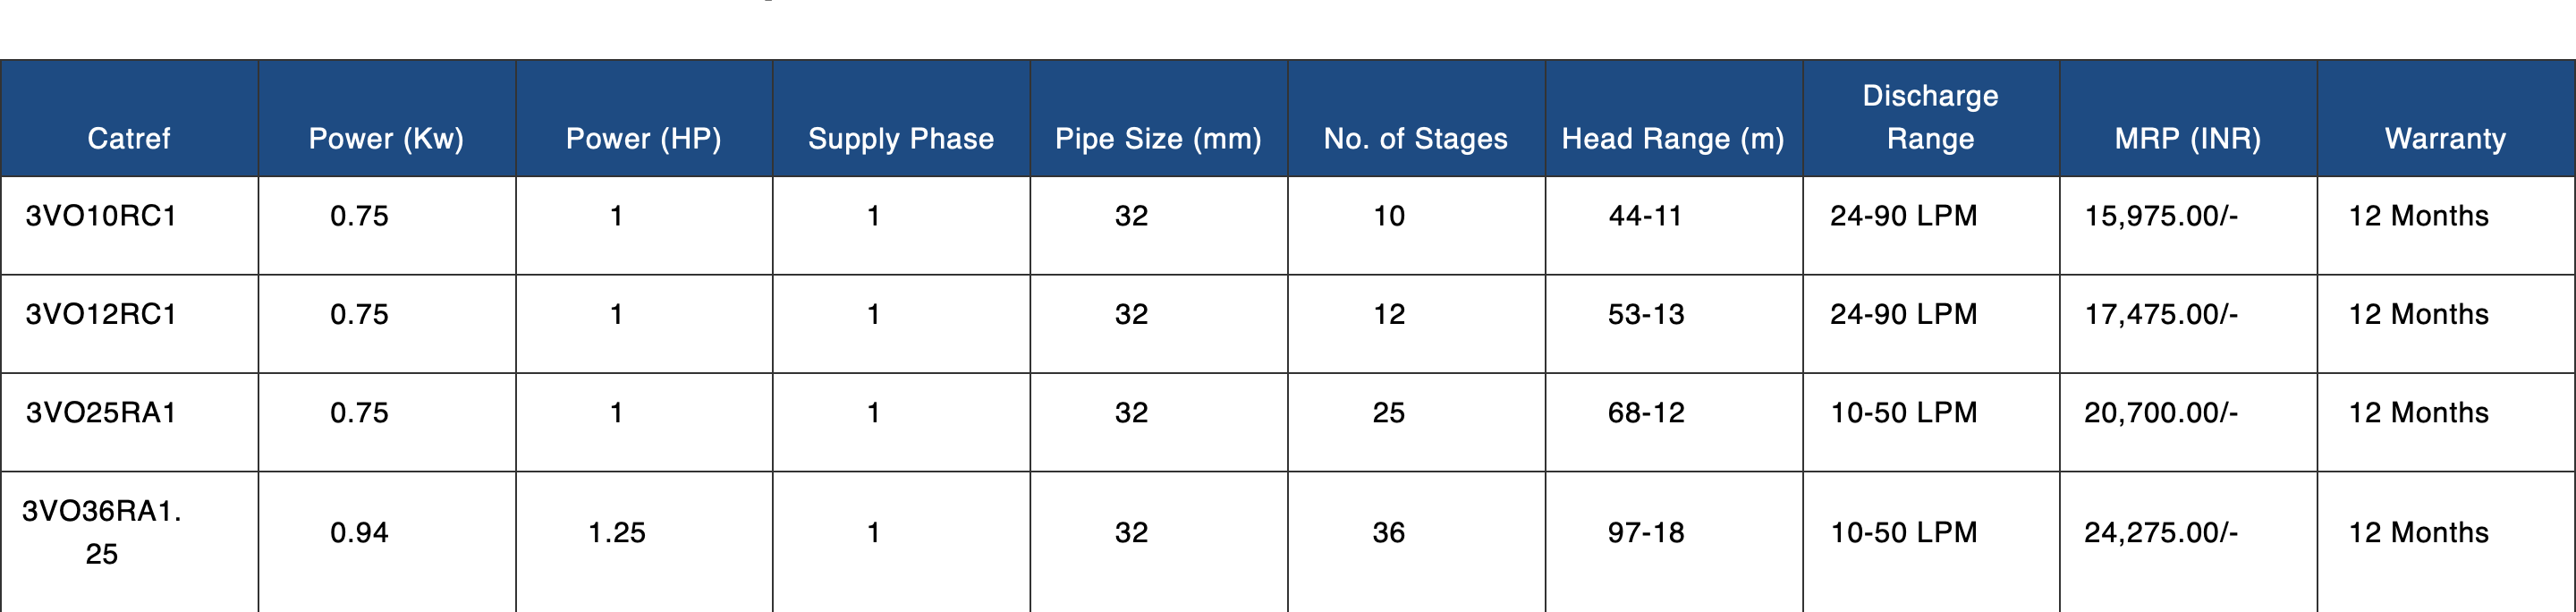 Catref Power (Kw) Power (HP) Supply Phase Pipe Size (mm) No. of Stages Head Range (m) Discharge Range MRP (INR) Warranty
3VO10RC1 0.75 1 1 32 10 44-11 24-90 LPM 15,975.00/- 12 Months
3VO12RC1 0.75 1 1 32 12 53-13 24-90 LPM 17,475.00/- 12 Months
3VO25RA1 0.75 1 1 32 25 68-12 10-50 LPM 20,700.00/- 12 Months
3VO36RA1.25 0.94 1.25 1 32 36 97-18 10-50 LPM 24,275.00/- 12 Months